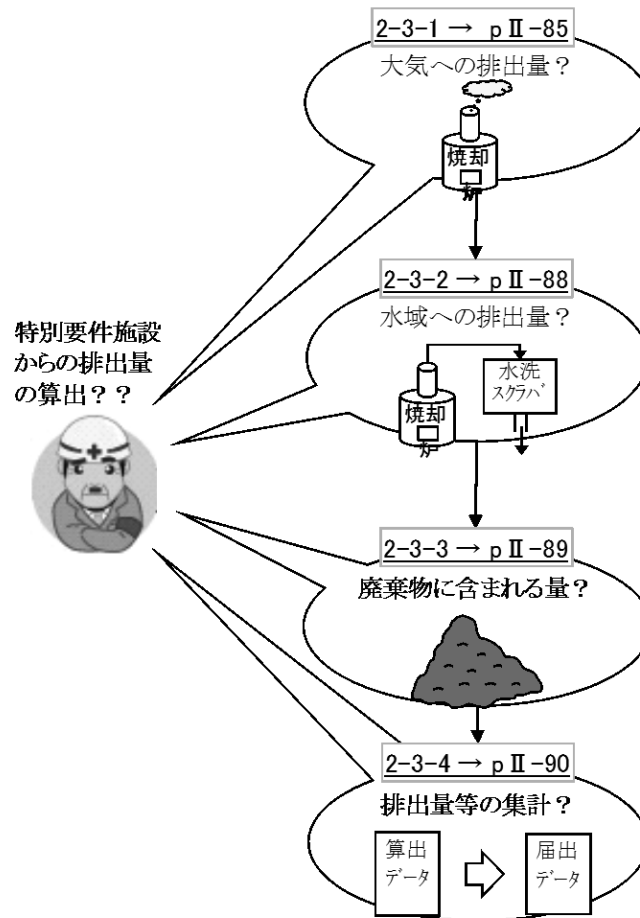 2-3-1 → pⅡ-85
大気への排出量？
焼却
炉
2-3-2 → pⅡ-88
水域への排出量？
水洗
スクラバ
焼却
炉
特別要件施設
からの排出量
の算出？？
2-3-3 → pⅡ-89
廃棄物に含まれる量？
2-3-4 → pⅡ-90
排出量等の集計？
算出
データ
届出
データ